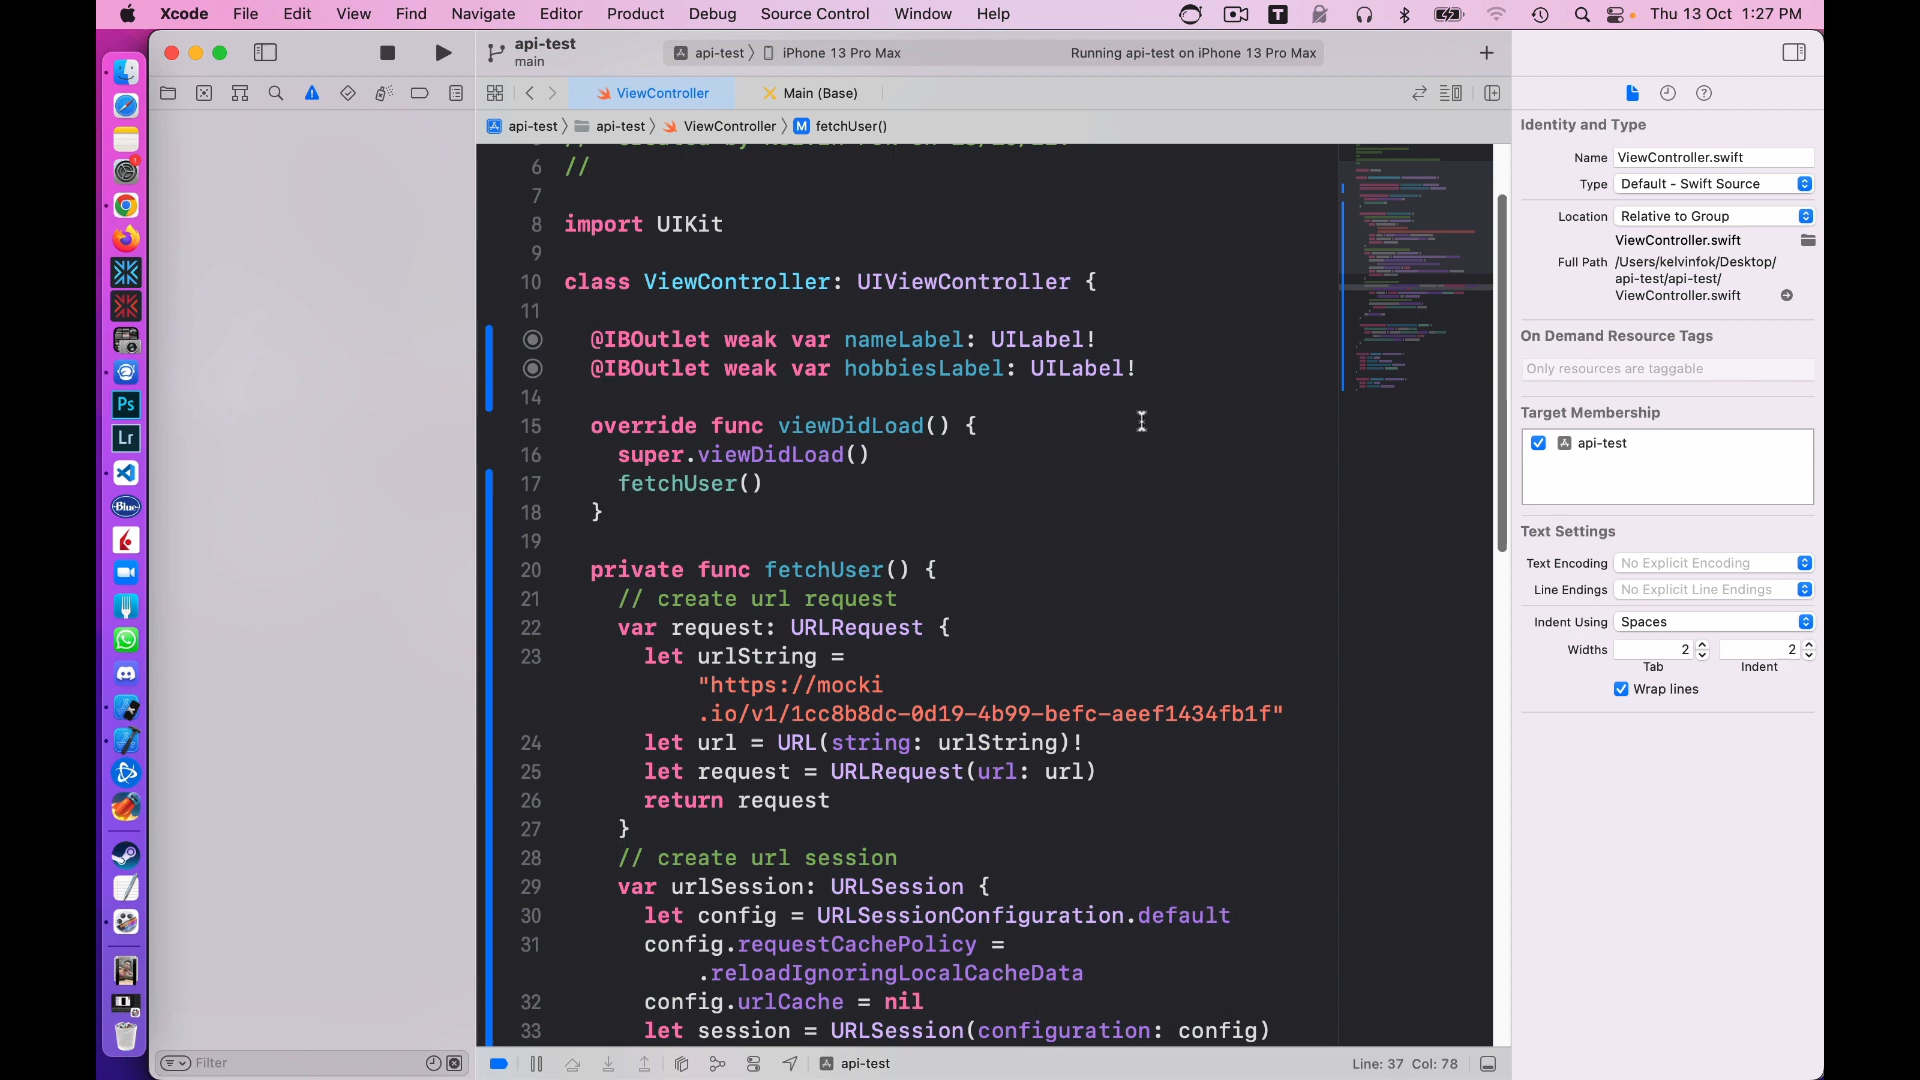 Xcode File Edit View Find Navigate Editor Product Debug Source Control Window Help Thu 13 Oct 1:27 PM
api-test
main
api-test iPhone 13 Pro Max Running api-test on iPhone 13 Pro Max
ViewController Main (Base)
api-test api-test ViewController M fetchUser()
6 //
7
8 import UIKit
9
10 class ViewController: UIViewController {
11
@IBOutlet weak var nameLabel: UILabel!
@IBOutlet weak var hobbiesLabel: UILabel!
14
15 override func viewDidLoad() {
16 super.viewDidLoad()
17 fetchUser()
18 }
19
20 private func fetchUser() {
21 // create url request
22 var request: URLRequest {
23 let urlString =
"https://mocki
.io/v1/1cc8b8dc-0d19-4b99-befc-aeef1434fb1f"
24 let url = URL(string: urlString)!
25 let request = URLRequest(url: url)
26 return request
27 }
28 // create url session
29 var urlSession: URLSession {
30 let config = URLSessionConfiguration.default
31 config.requestCachePolicy =
.reloadIgnoringLocalCacheData
32 config.urlCache = nil
33 let session = URLSession(configuration: config)
Filter
api-test
Line: 37 Col: 78
Identity and Type
Name ViewController.swift
Type Default - Swift Source
Location Relative to Group
ViewController.swift
Full Path /Users/kelvinfok/Desktop/
api-test/api-test/
ViewController.swift
On Demand Resource Tags
Only resources are taggable
Target Membership
api-test
Text Settings
Text Encoding No Explicit Encoding
Line Endings No Explicit Line Endings
Indent Using Spaces
Widths 2 2
Tab Indent
Wrap lines
Ps
Lr
Blue